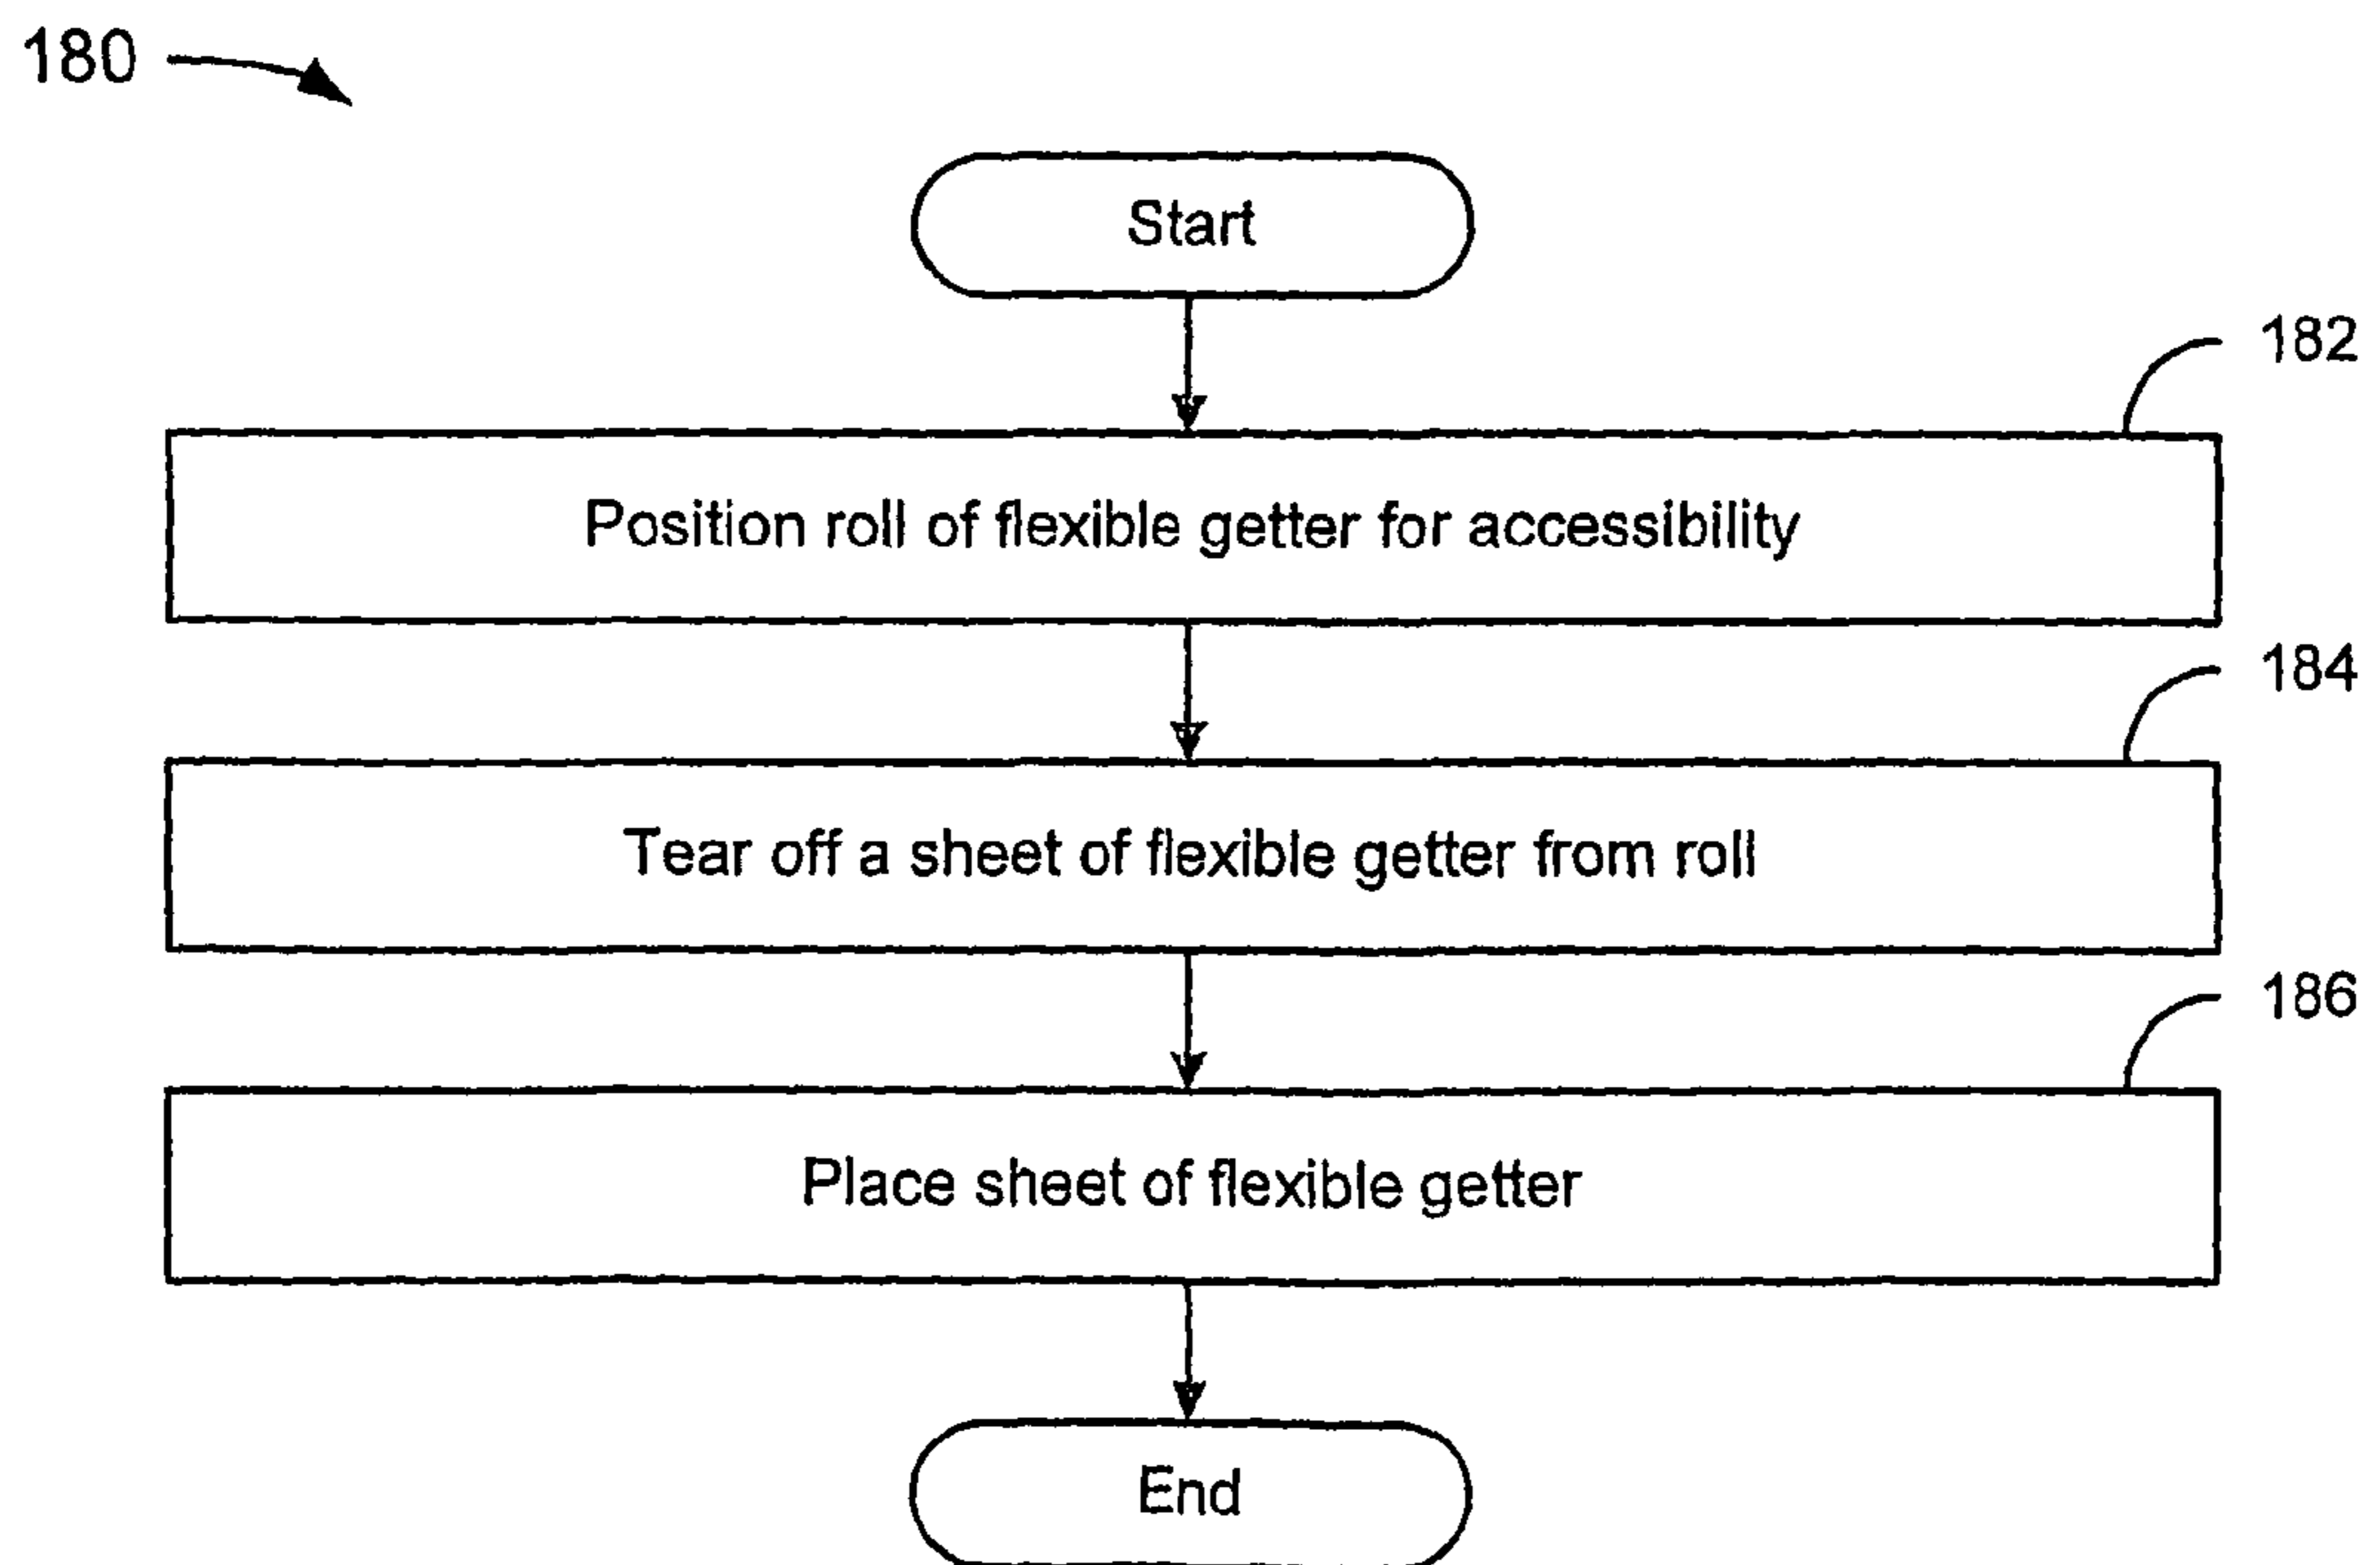 180
Start
182
Position roll of flexible getter for accessibility
184
Tear off a sheet of flexible getter from roll
186
Place sheet of flexible getter
End